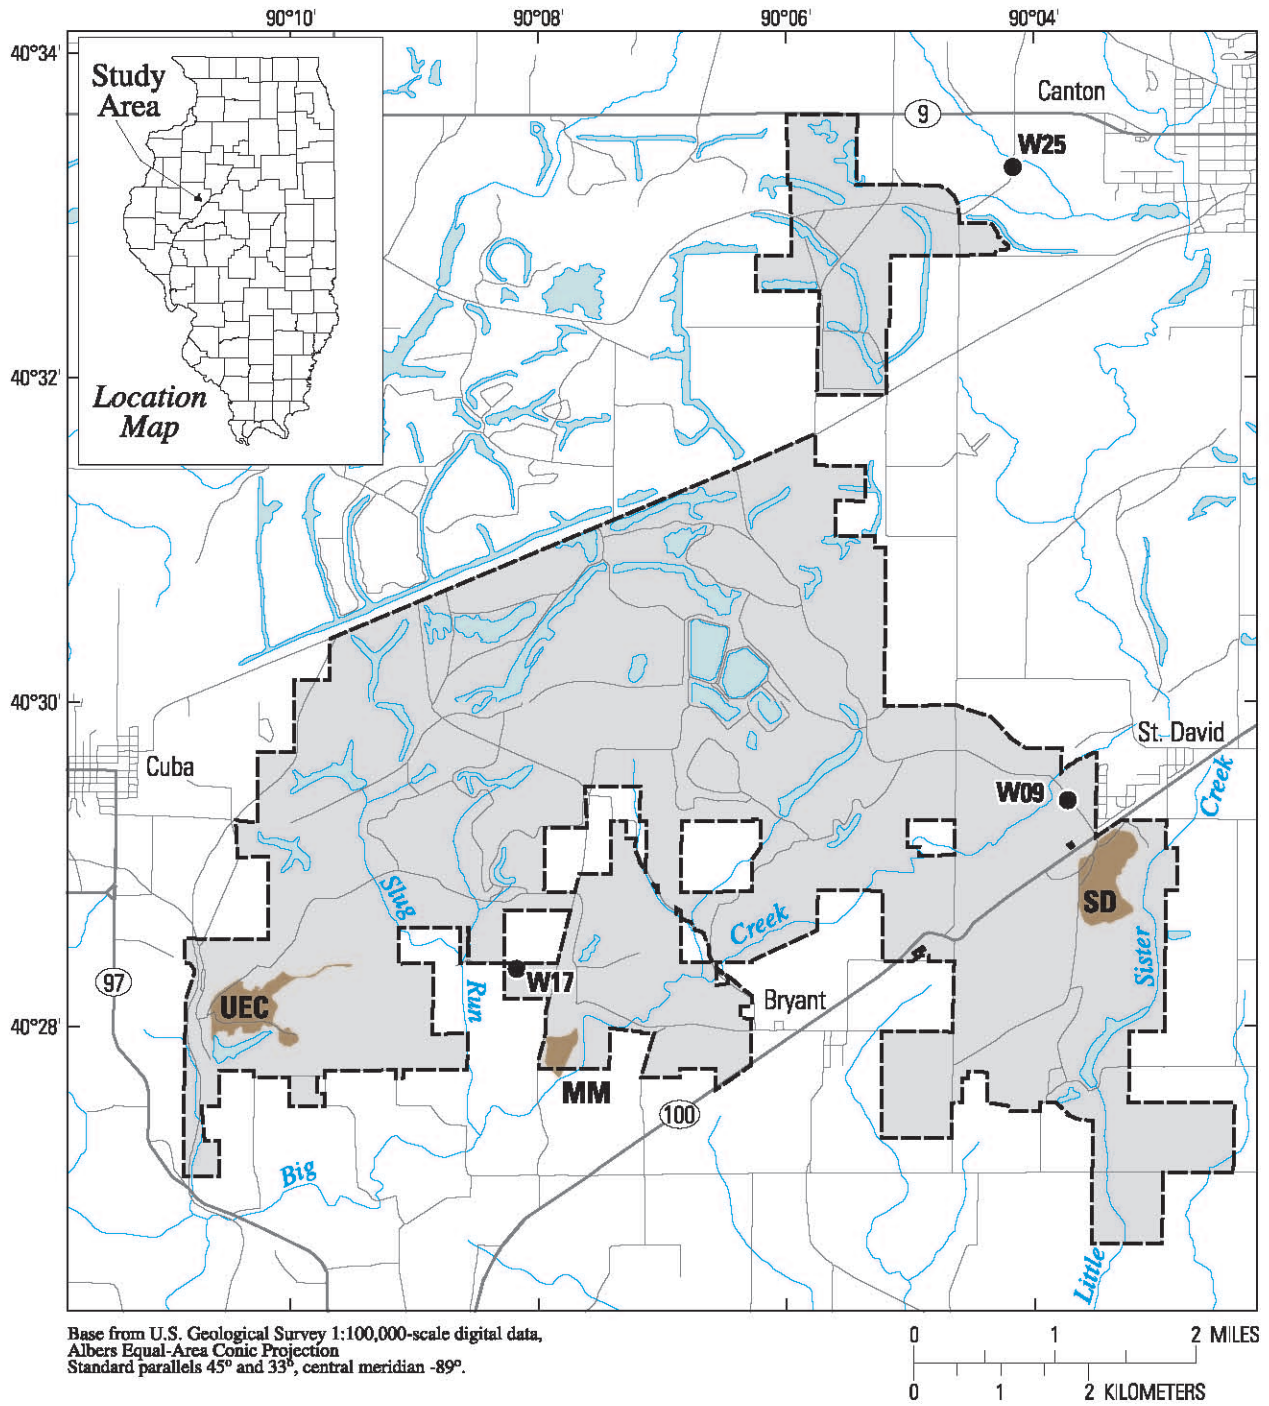 90°10'
90°08'
90°06'
90°04'
40°34'
40°32'
40°30'
40°28'
Study
Area
Location
Map
Canton
9
W25
St. David
Cuba
W09
Creek
SD
Slug
Run
Creek
Sister
W17
97
UEC
Bryant
MM
100
Big
Little
Base from U.S. Geological Survey 1:100,000-scale digital data,
Albers Equal-Area Conic Projection
Standard parallels 45° and 33°, central meridian -89°.
0 1 2 MILES
0 1 2 KILOMETERS